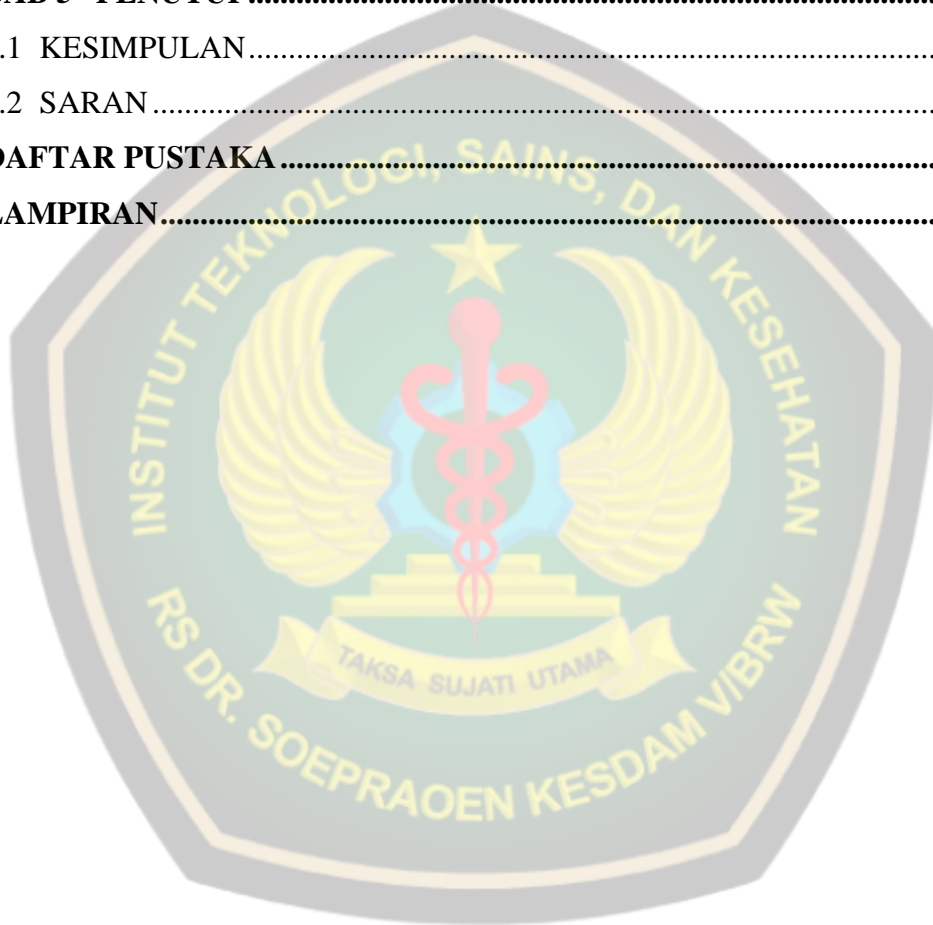 .1 KESIMPULAN
.2 SARAN
DAFTAR PUSTAKA
LAMPIRAN
INSTITUT TEKNOLOGI, SAINS, DAN KESEHATAN
TAKSA SUJATI UTAMA
RS DR. SOEPRAOEN KESDAM V/BRW